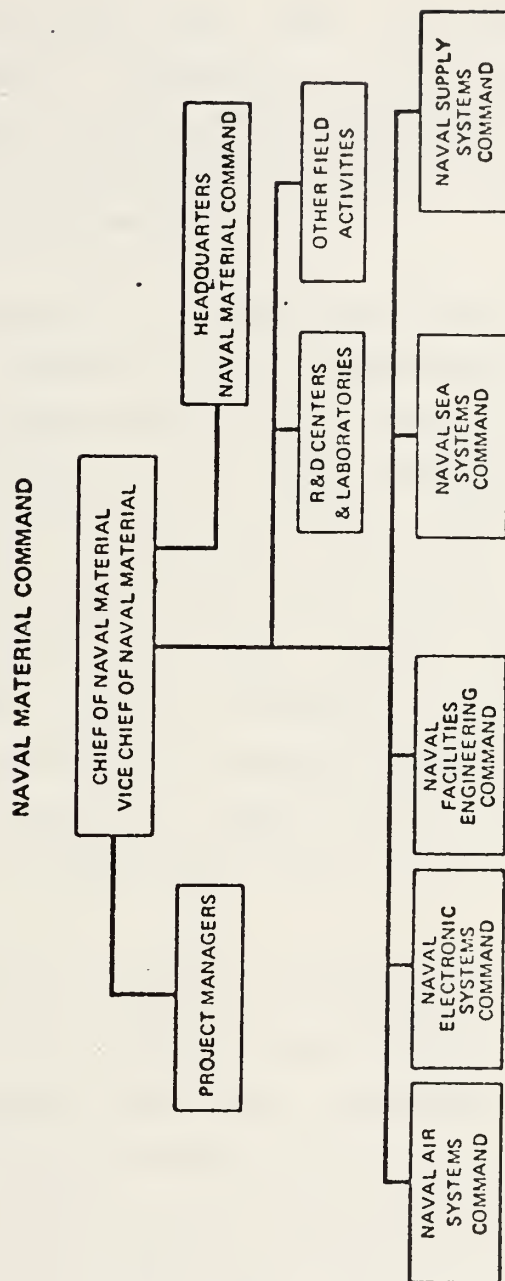 NAVAL MATERIAL COMMAND
CHIEF OF NAVAL MATERIAL
VICE CHIEF OF NAVAL MATERIAL
PROJECT MANAGERS
HEADQUARTERS
NAVAL MATERIAL COMMAND
R&D CENTERS
& LABORATORIES
OTHER FIELD
ACTIVITIES
NAVAL AIR
SYSTEMS
COMMAND
NAVAL
ELECTRONIC
SYSTEMS
COMMAND
NAVAL
FACILITIES
ENGINEERING
COMMAND
NAVAL SEA
SYSTEMS
COMMAND
NAVAL SUPPLY
SYSTEMS
COMMAND